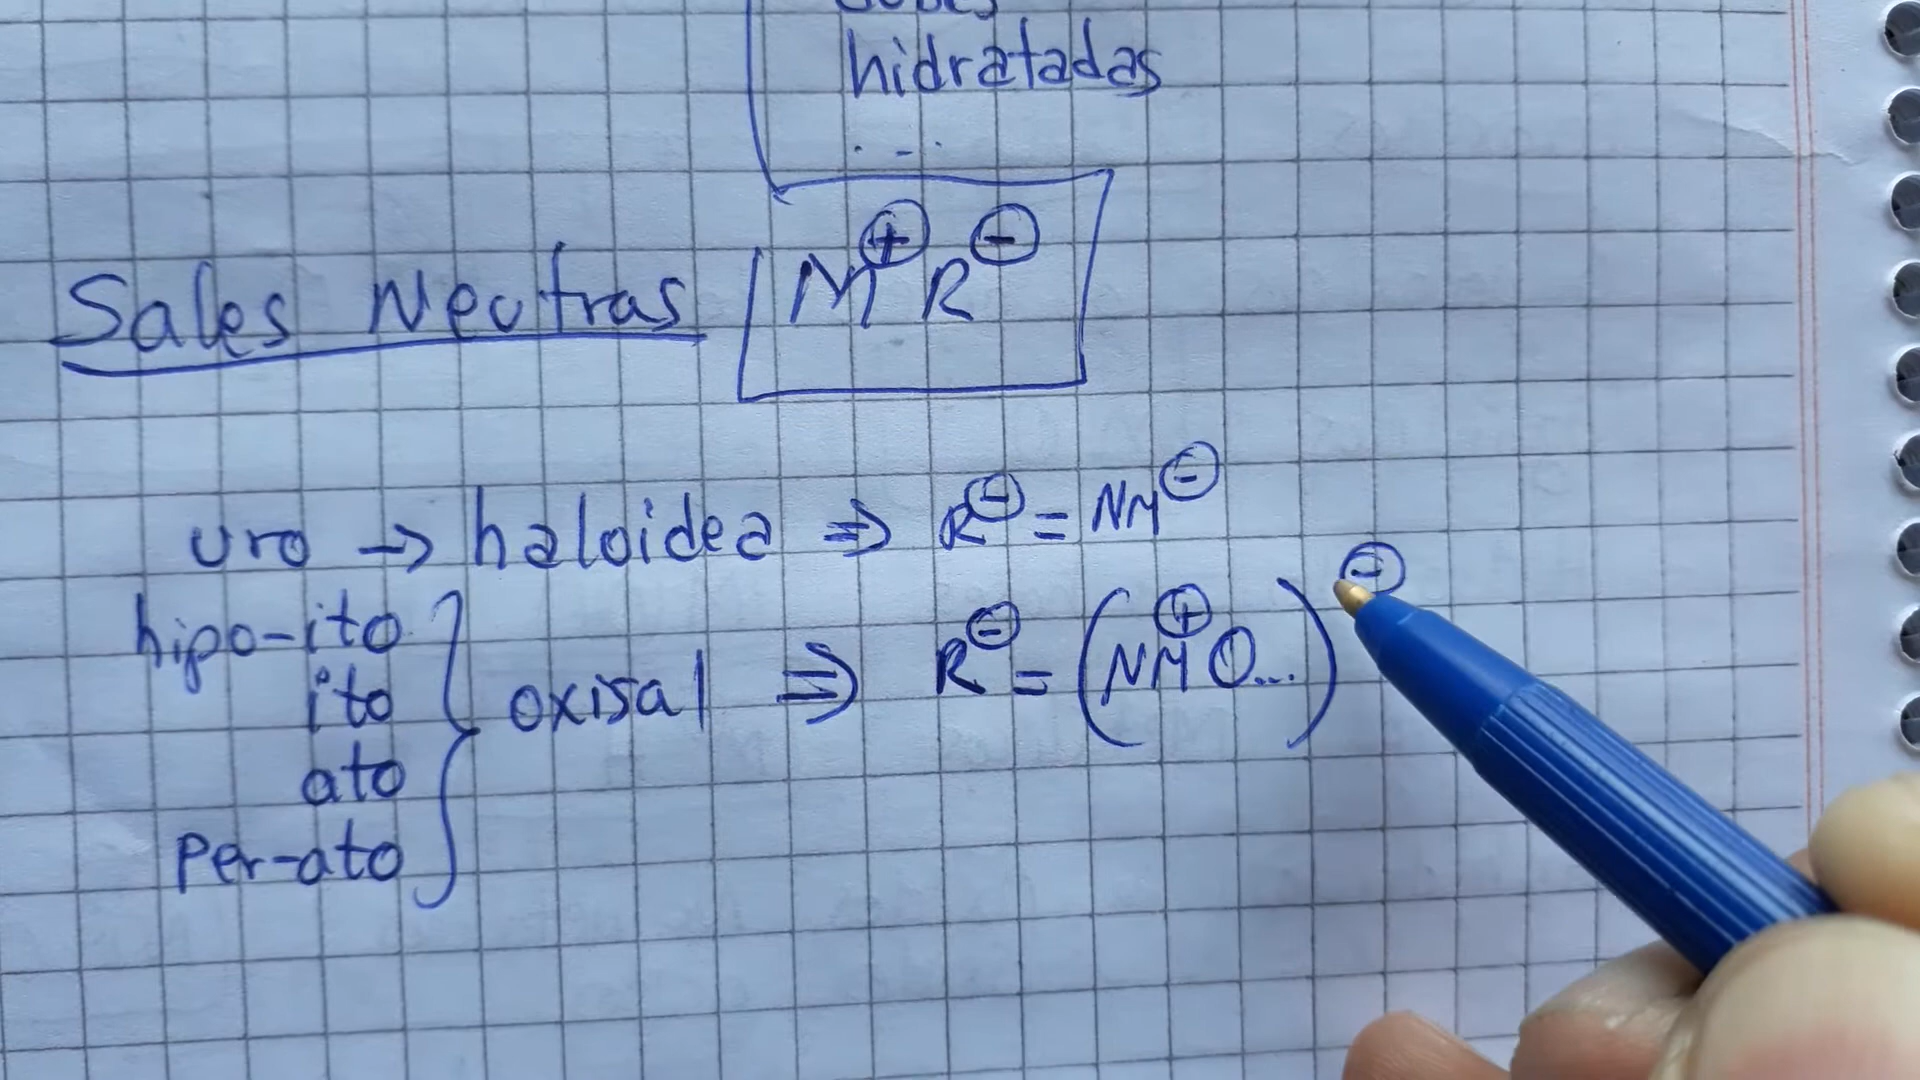 hidratadas
...
Sales Neutras M⊕ R⊖
uro → haloidea ⇒ R⊖ = NM⊖
hipo-ito
ito } oxisal ⇒ R⊖ = (NM⊕ O...)⊖
ato
Per-ato